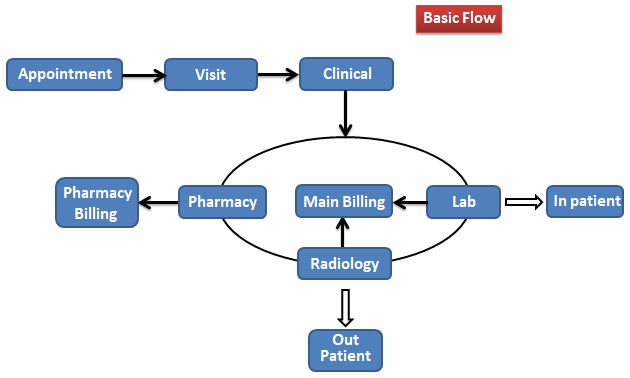 Basic Flow
Appointment
Visit
Clinical
Pharmacy
Billing
Pharmacy
Main Billing
Lab
In patient
Radiology
Out
Patient